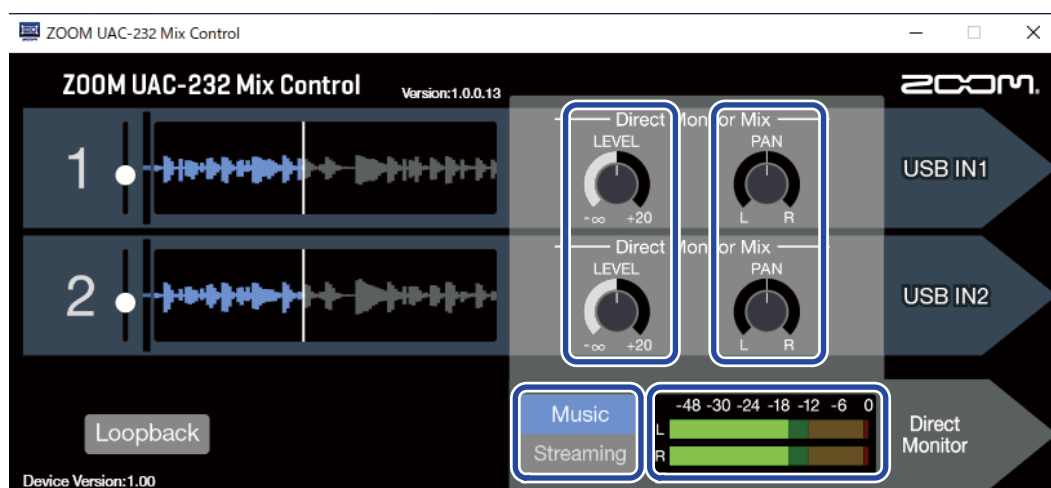 ZOOM UAC-232 Mix Control
ZOOM UAC-232 Mix Control
Version:1.0.0.13
ZOOM.
1
Direct Monitor Mix
LEVEL
PAN
-∞ +20
L R
USB IN1
2
Direct Monitor Mix
LEVEL
PAN
-∞ +20
L R
USB IN2
Loopback
Music
Streaming
-48 -30 -24 -18 -12 -6 0
L
R
Direct
Monitor
Device Version:1.00